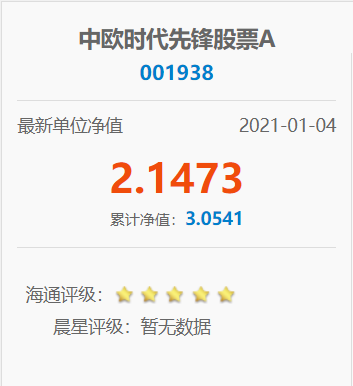 中欧时代先锋股票A
001938
最新单位净值 2021-01-04
2.1473
累计净值：3.0541
海通评级：
晨星评级：暂无数据